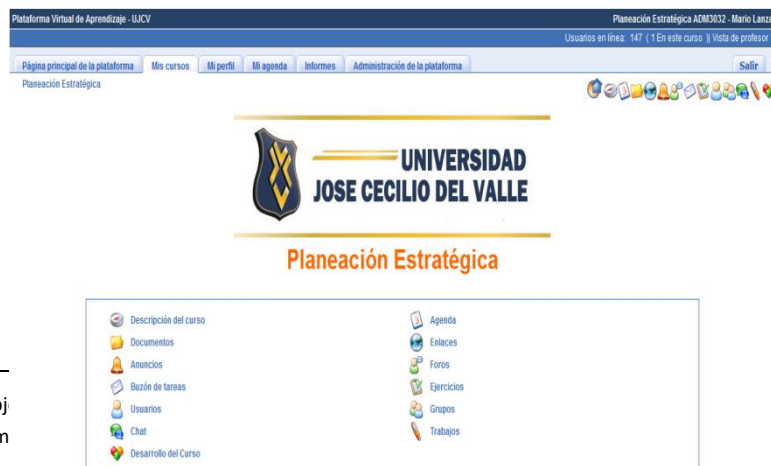 Plataforma Virtual de Aprendizaje - UJCV
Planeación Estratégica ADM3032 - Mario Lanza
Usuarios en línea: 147 ( 1 En este curso )| Vista de profesor
Página principal de la plataforma Mis cursos Mi perfil Mi agenda Informes Administración de la plataforma Salir
Planeación Estratégica
UNIVERSIDAD
JOSE CECILIO DEL VALLE
Planeación Estratégica
Descripción del curso
Documentos
Anuncios
Buzón de tareas
Usuarios
Chat
Desarrollo del Curso
Agenda
Enlaces
Foros
Ejercicios
Grupos
Trabajos